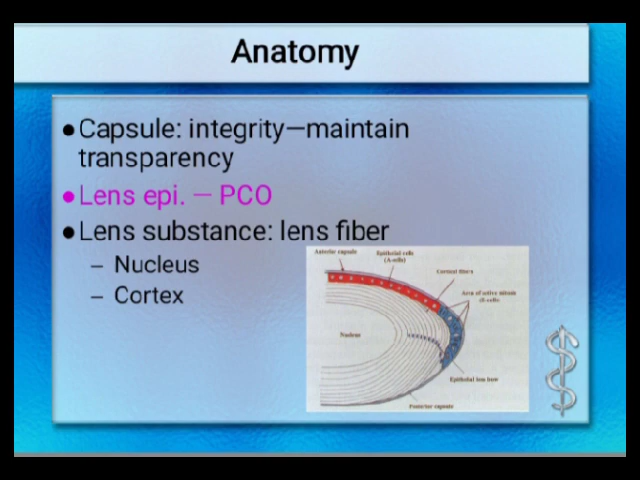 Anatomy
●Capsule: integrity—maintain
transparency
●Lens epi. — PCO
●Lens substance: lens fiber
– Nucleus
– Cortex
Anterior capsule
Epithelial cells
(A-cells)
Cortical fibers
Area of active mitosis
(E-cells)
Nucleus
Epithelial lens bow
Posterior capsule